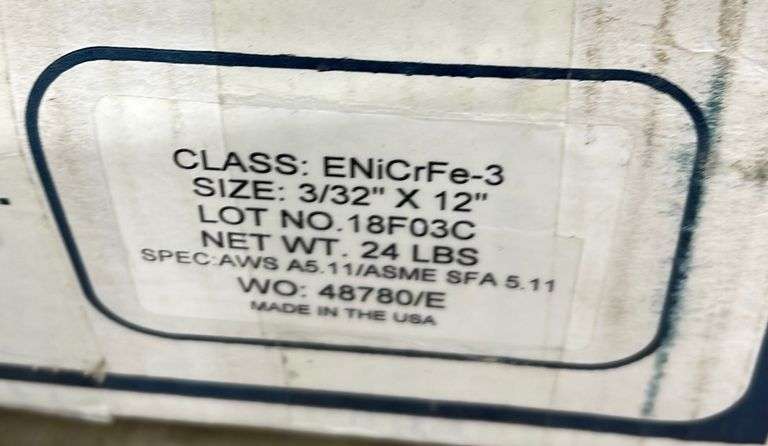 CLASS: ENiCrFe-3
SIZE: 3/32" X 12"
LOT NO.18F03C
NET WT. 24 LBS
SPEC:AWS A5.11/ASME SFA 5.11
WO: 48780/E
MADE IN THE USA